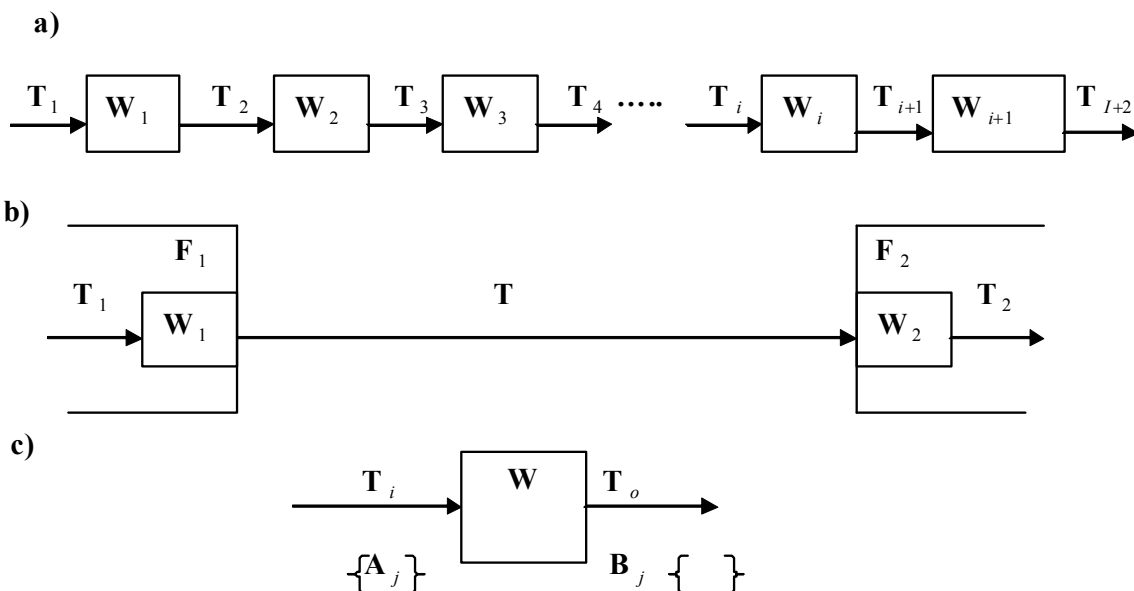 a)
T₁ W₁ T₂ W₂ T₃ W₃ T₄ ..... Tᵢ Wᵢ Tᵢ₊₁ Wᵢ₊₁ T_{I+2}
b)
F₁ F₂
T₁ T T₂
W₁ W₂
c)
W
Tᵢ Tₒ
{Aⱼ} Bⱼ { }